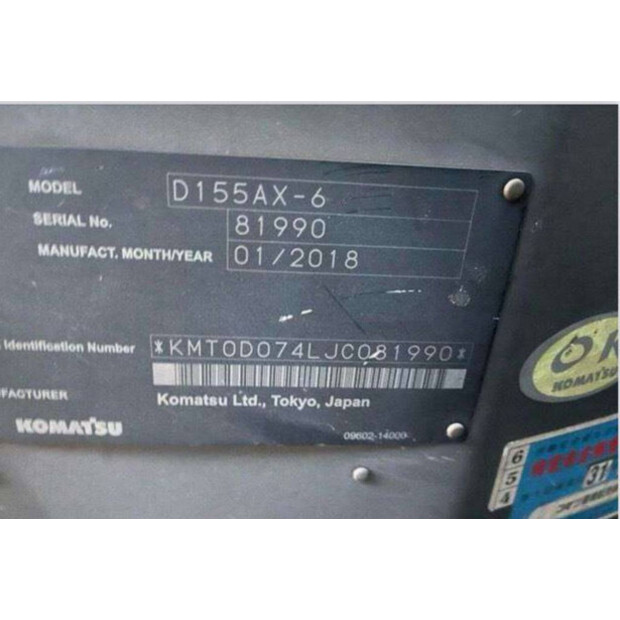 MODEL D155AX-6
SERIAL No. 81990
MANUFACT. MONTH/YEAR 01/2018
Identification Number *KMT0D074LJC081990*
FACTURER Komatsu Ltd., Tokyo, Japan
KOMATSU 09602-14000
KOMATSU
6
5
4
31